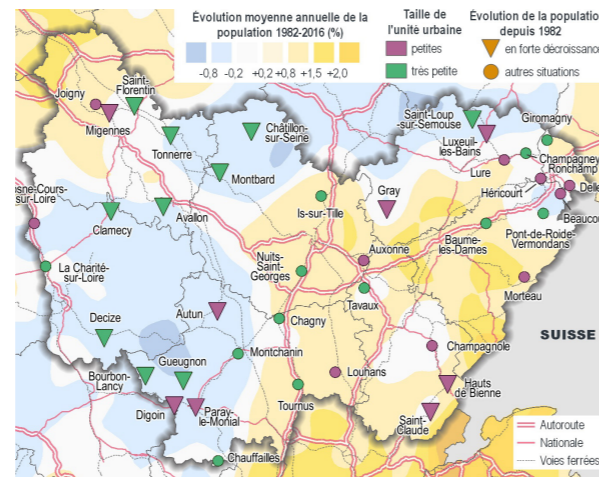 Évolution moyenne annuelle de la
population 1982-2016 (%)
-0,8 -0,2 +0,2 +0,8 +1,5 +2,0
Taille de
l'unité urbaine
petites
très petite
Évolution de la population
depuis 1982
en forte décroissance
autres situations
Joigny
Saint-
Florentin
Migennes
Tonnerre
Châtillon-
sur-Seine
Montbard
Saint-Loup
-sur-Semouse
Luxeuil-
les-Bains
Giromagny
Lure
Champagney
Ronchamp
Héricourt
Delle
Beaucourt
Pont-de-Roide-
Vermondans
osne-Cours-
sur-Loire
Clamecy
Avallon
Is-sur-Tille
Gray
Auxonne
Baume-
les-Dames
La Charité
-sur-Loire
Nuits-
Saint-
Georges
Tavaux
Morteau
Decize
Autun
Chagny
Champagnole
SUISSE
Bourbon-
Lancy
Gueugnon
Montchanin
Louhans
Hauts
de Bienne
Digoin
Paray-
le-Monial
Tournus
Saint-
Claude
Chauffailles
Autoroute
Nationale
Voies ferrées